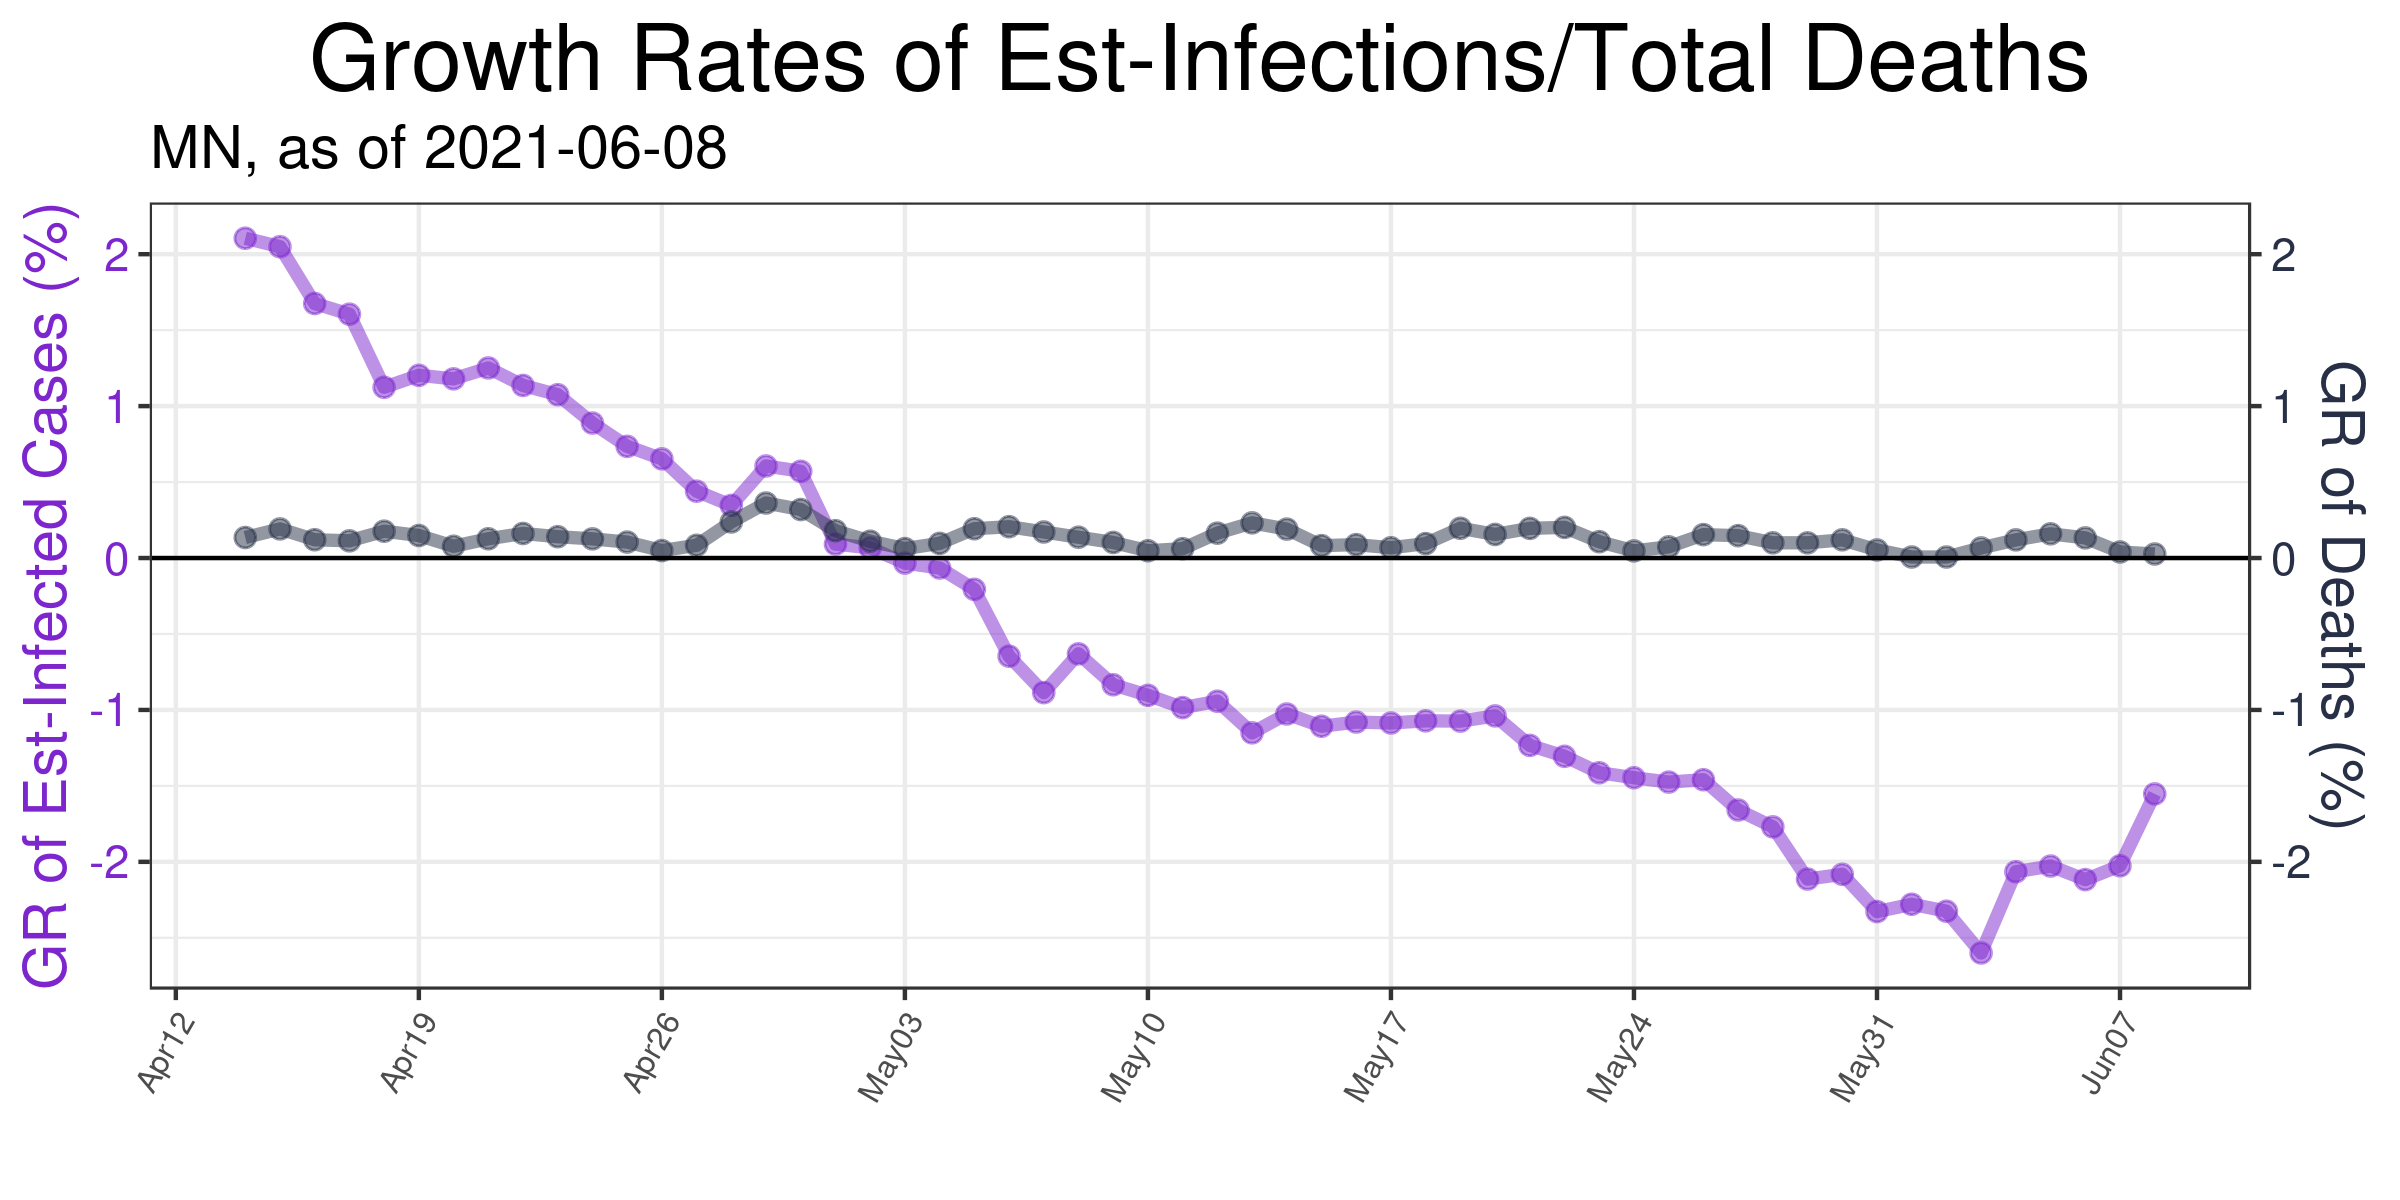 Growth Rates of Est-Infections/Total Deaths
MN, as of 2021-06-08
GR of Est-Infected Cases (%)
2
1
0
-1
-2
2
1
0
-1
-2
GR of Deaths (%)
Apr12
Apr19
Apr26
May03
May10
May17
May24
May31
Jun07